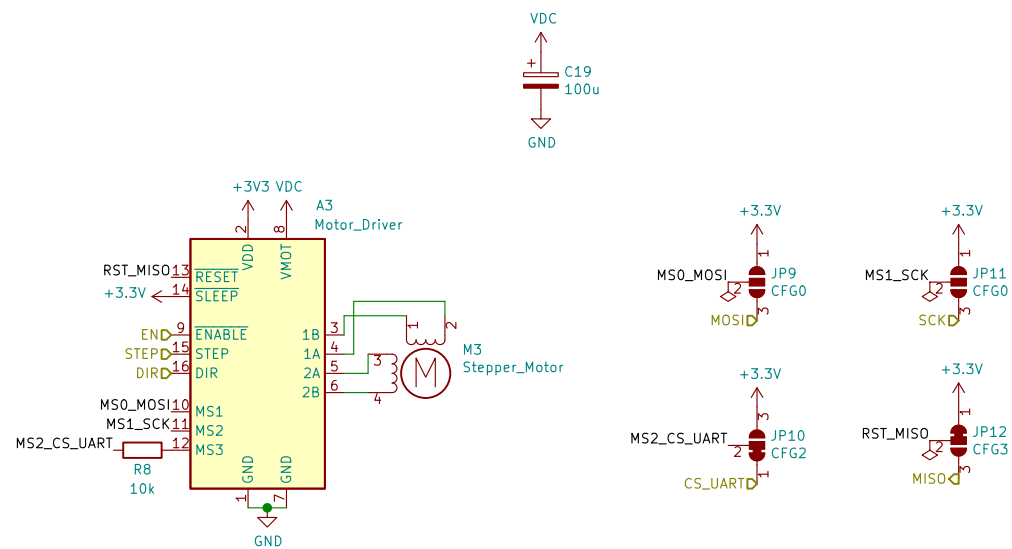 VDC
+
C19
100u
GND
+3V3 VDC
A3
Motor_Driver
2
8
VDD
VMOT
RST_MISO 13 RESET
+3.3V 14 SLEEP
EN 9 ENABLE
STEP 15 STEP
DIR 16 DIR
MS0_MOSI 10 MS1
MS1_SCK 11 MS2
MS2_CS_UART 12 MS3
R8
10k
1B 3
1A 4
2A 5
2B 6
1
2
3
4
M
M3
Stepper_Motor
GND
GND
1
7
GND
+3.3V
1
MS0_MOSI
2
JP9
CFG0
3
MOSI
+3.3V
1
MS1_SCK
2
JP11
CFG0
3
SCK
+3.3V
3
MS2_CS_UART
2
JP10
CFG2
1
CS_UART
+3.3V
1
RST_MISO
2
JP12
CFG3
3
MISO